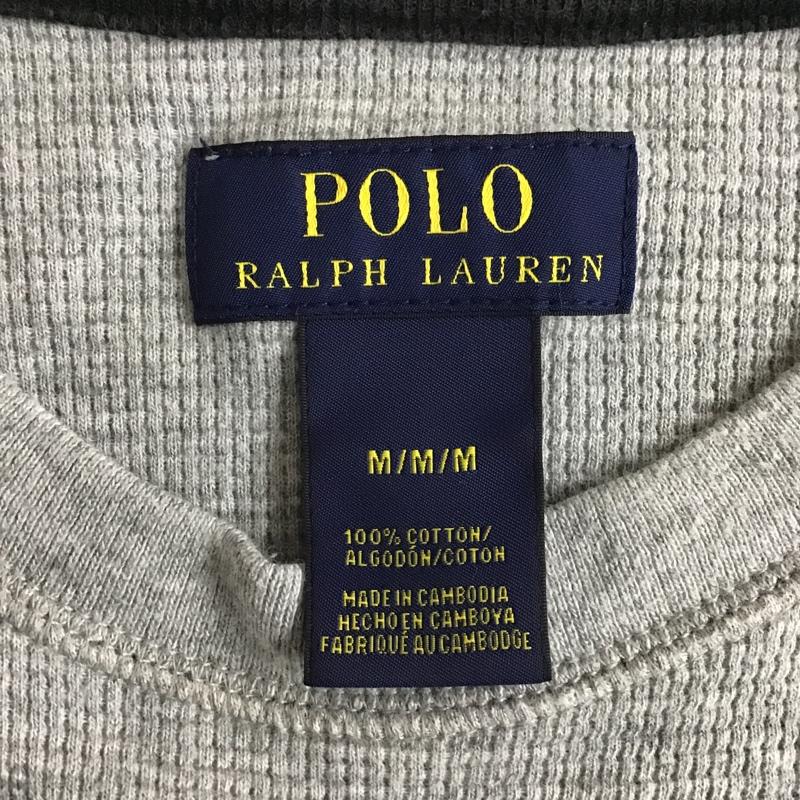 POLO
RALPH LAUREN
M/M/M
100% COTTON/
ALGODÓN/COTON
MADE IN CAMBODIA
HECHO EN CAMBOYA
FABRIQUÉ AU CAMBODGE